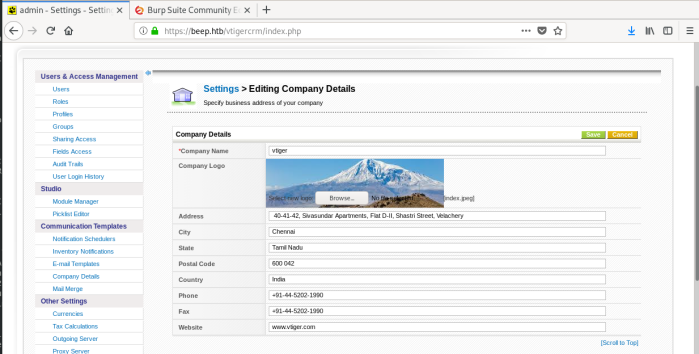 admin - Settings - Settin
Burp Suite Community E
https://beep.htb/vtigercrm/index.php
Users & Access Management
Users
Roles
Profiles
Groups
Sharing Access
Fields Access
Audit Trails
User Login History
Studio
Module Manager
Picklist Editor
Communication Templates
Notification Schedulers
Inventory Notifications
E-mail Templates
Company Details
Mail Merge
Other Settings
Currencies
Tax Calculations
Outgoing Server
Proxy Server
Settings > Editing Company Details
Specify business address of your company
Company Details Save Cancel
*Company Name vtiger
Company Logo
Select new logo Browse... No file [index.jpeg]
Address 40-41-42, Sivasundar Apartments, Flat D-II, Shastri Street, Velachery
City Chennai
State Tamil Nadu
Postal Code 600 042
Country India
Phone +91-44-5202-1990
Fax +91-44-5202-1990
Website www.vtiger.com
[Scroll to Top]